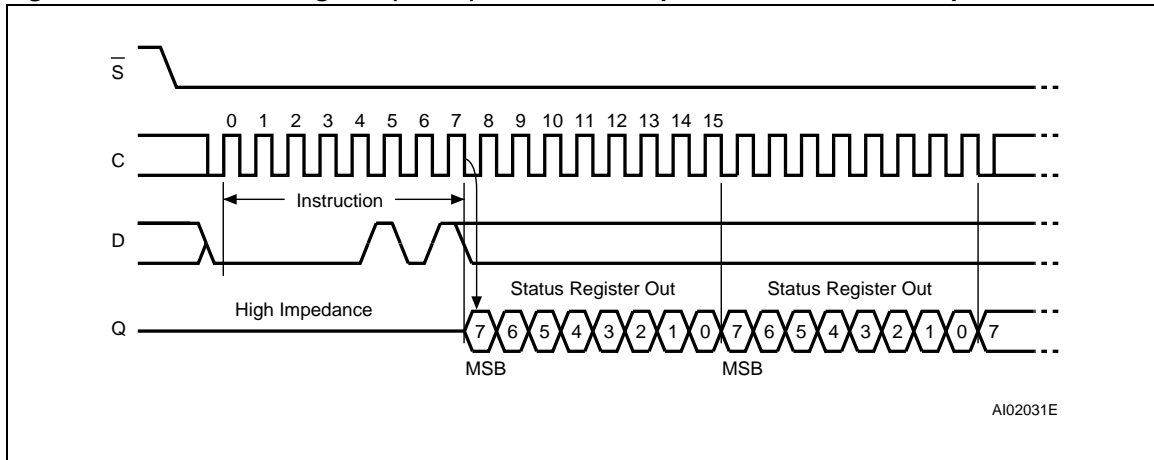 S
0 1 2 3 4 5 6 7 8 9 10 11 12 13 14 15
C
Instruction
D
High Impedance
Status Register Out Status Register Out
Q
7 6 5 4 3 2 1 0 7 6 5 4 3 2 1 0 7
MSB MSB
AI02031E